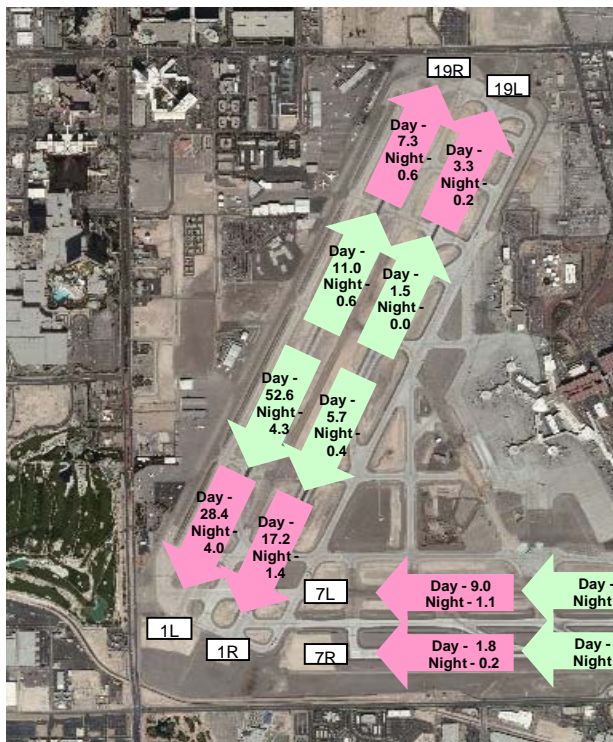 19R
19L
Day -
7.3
Night -
0.6
Day -
3.3
Night -
0.2
Day -
11.0
Night -
0.6
Day -
1.5
Night -
0.0
Day -
52.6
Night -
4.3
Day -
5.7
Night -
0.4
Day -
28.4
Night -
4.0
Day -
17.2
Night -
1.4
7L
Day - 9.0
Night - 1.1
Day -
Night
1L
1R
7R
Day - 1.8
Night - 0.2
Day -
Night